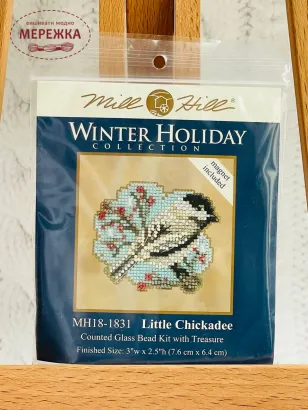 вишивати модно
МЕРЕЖКА
Mill Hill®
WINTER HOLIDAY
COLLECTION
magnet
included
MH18-1831 Little Chickadee
Counted Glass Bead Kit with Treasure
Finished Size: 3"w x 2.5"h (7.6 cm x 6.4 cm)